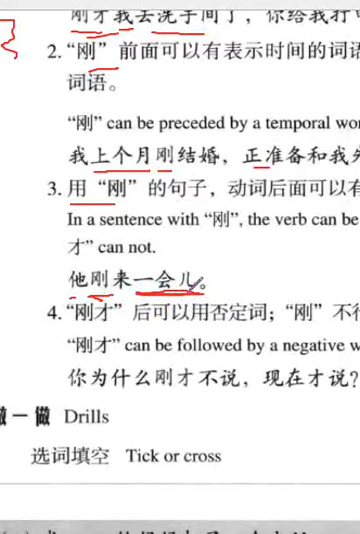 刚才我去洗手间了，你给我打
2. “刚”前面可以有表示时间的词语
词语。
“刚” can be preceded by a temporal wor
我上个月刚结婚，正准备和我
3. 用“刚”的句子，动词后面可以有
In a sentence with “刚”, the verb can be
才” can not.
他刚来一会儿。
4. “刚才”后可以用否定词；“刚”不
“刚才” can be followed by a negative w
你为什么刚才不说，现在才说？
做一做 Drills
选词填空 Tick or cross